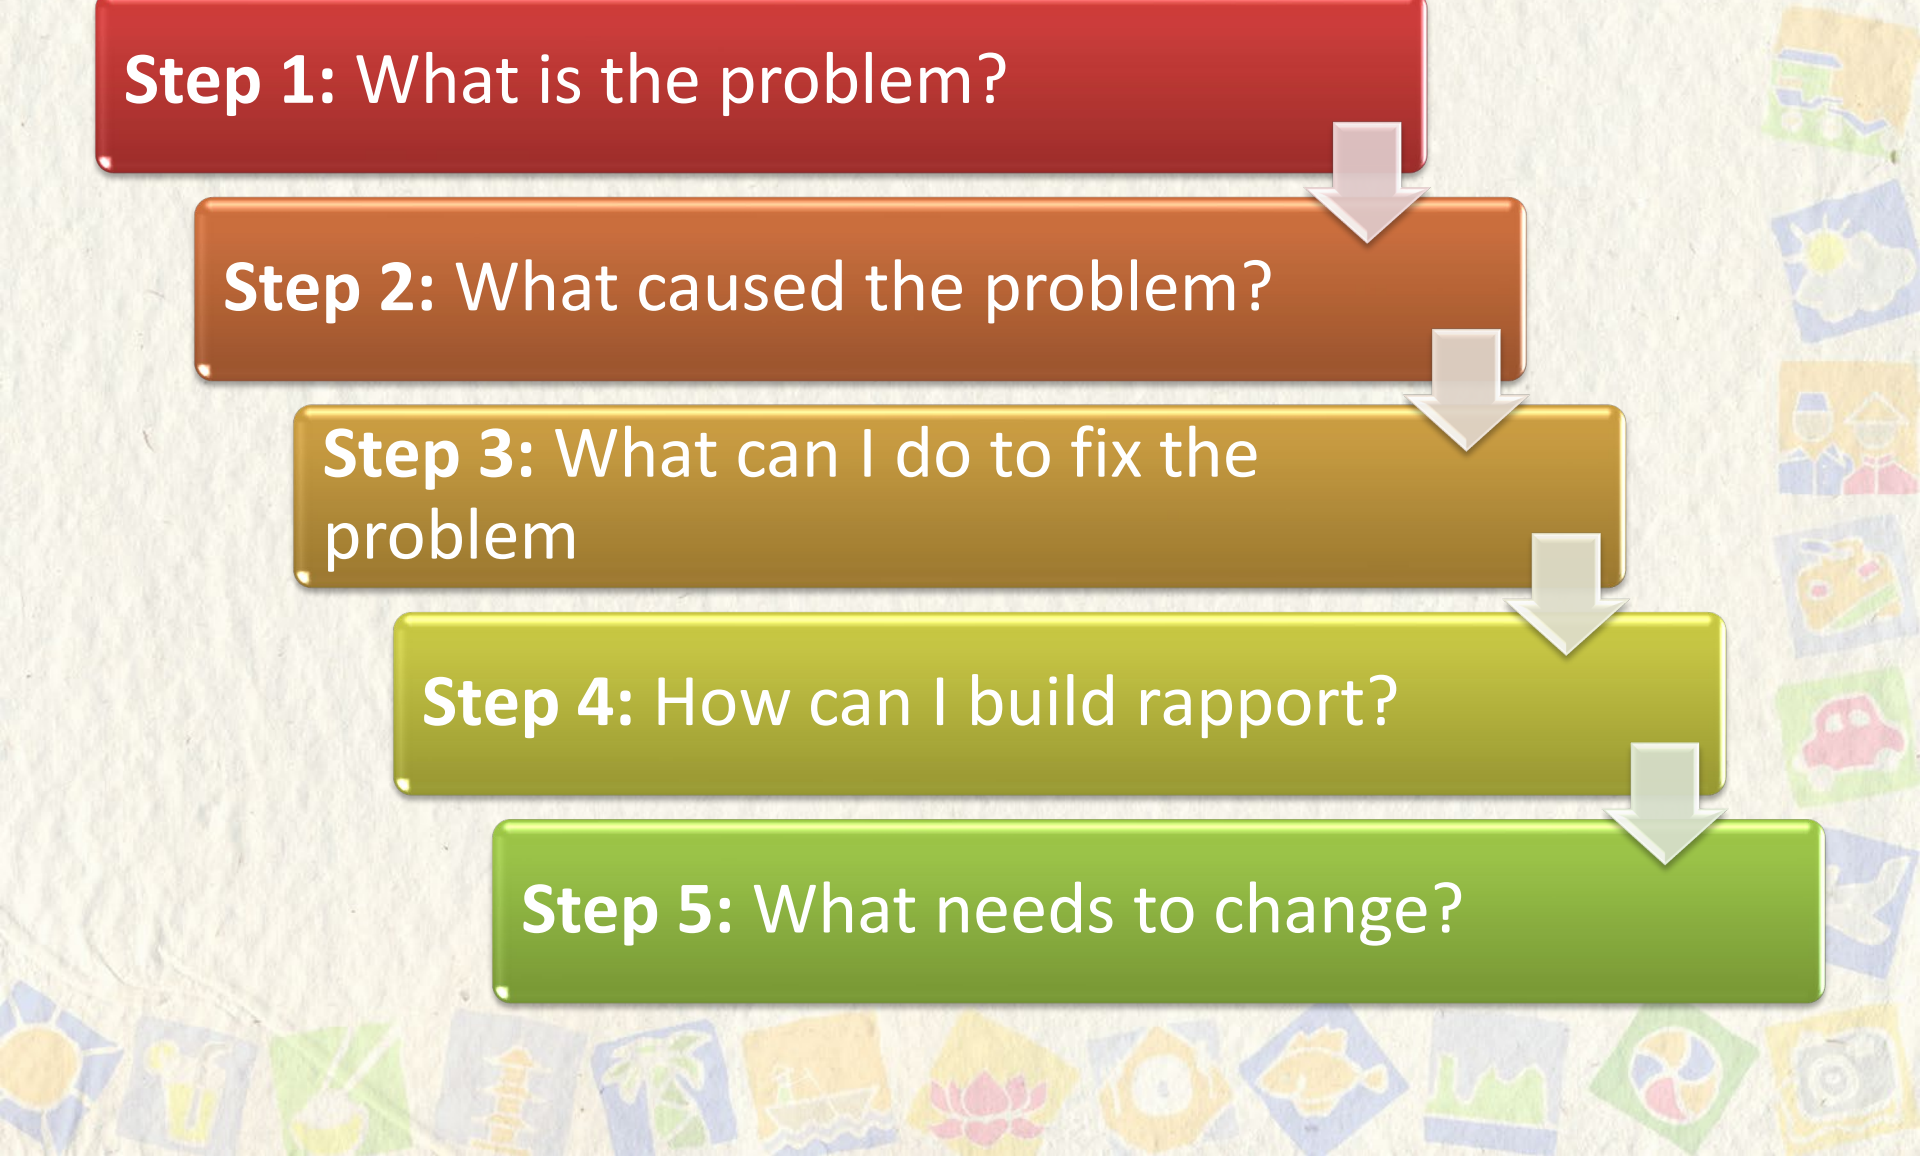 Step 1: What is the problem?
Step 2: What caused the problem?
Step 3: What can I do to fix the
problem
Step 4: How can I build rapport?
Step 5: What needs to change?